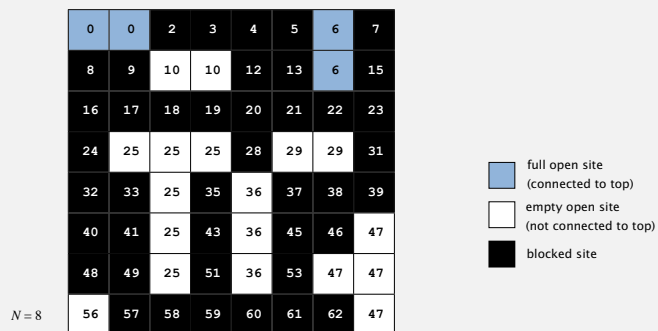 0 0 2 3 4 5 6 7
8 9 10 10 12 13 6 15
16 17 18 19 20 21 22 23
24 25 25 25 28 29 29 31
32 33 25 35 36 37 38 39
40 41 25 43 36 45 46 47
48 49 25 51 36 53 47 47
56 57 58 59 60 61 62 47
N = 8
full open site
(connected to top)
empty open site
(not connected to top)
blocked site